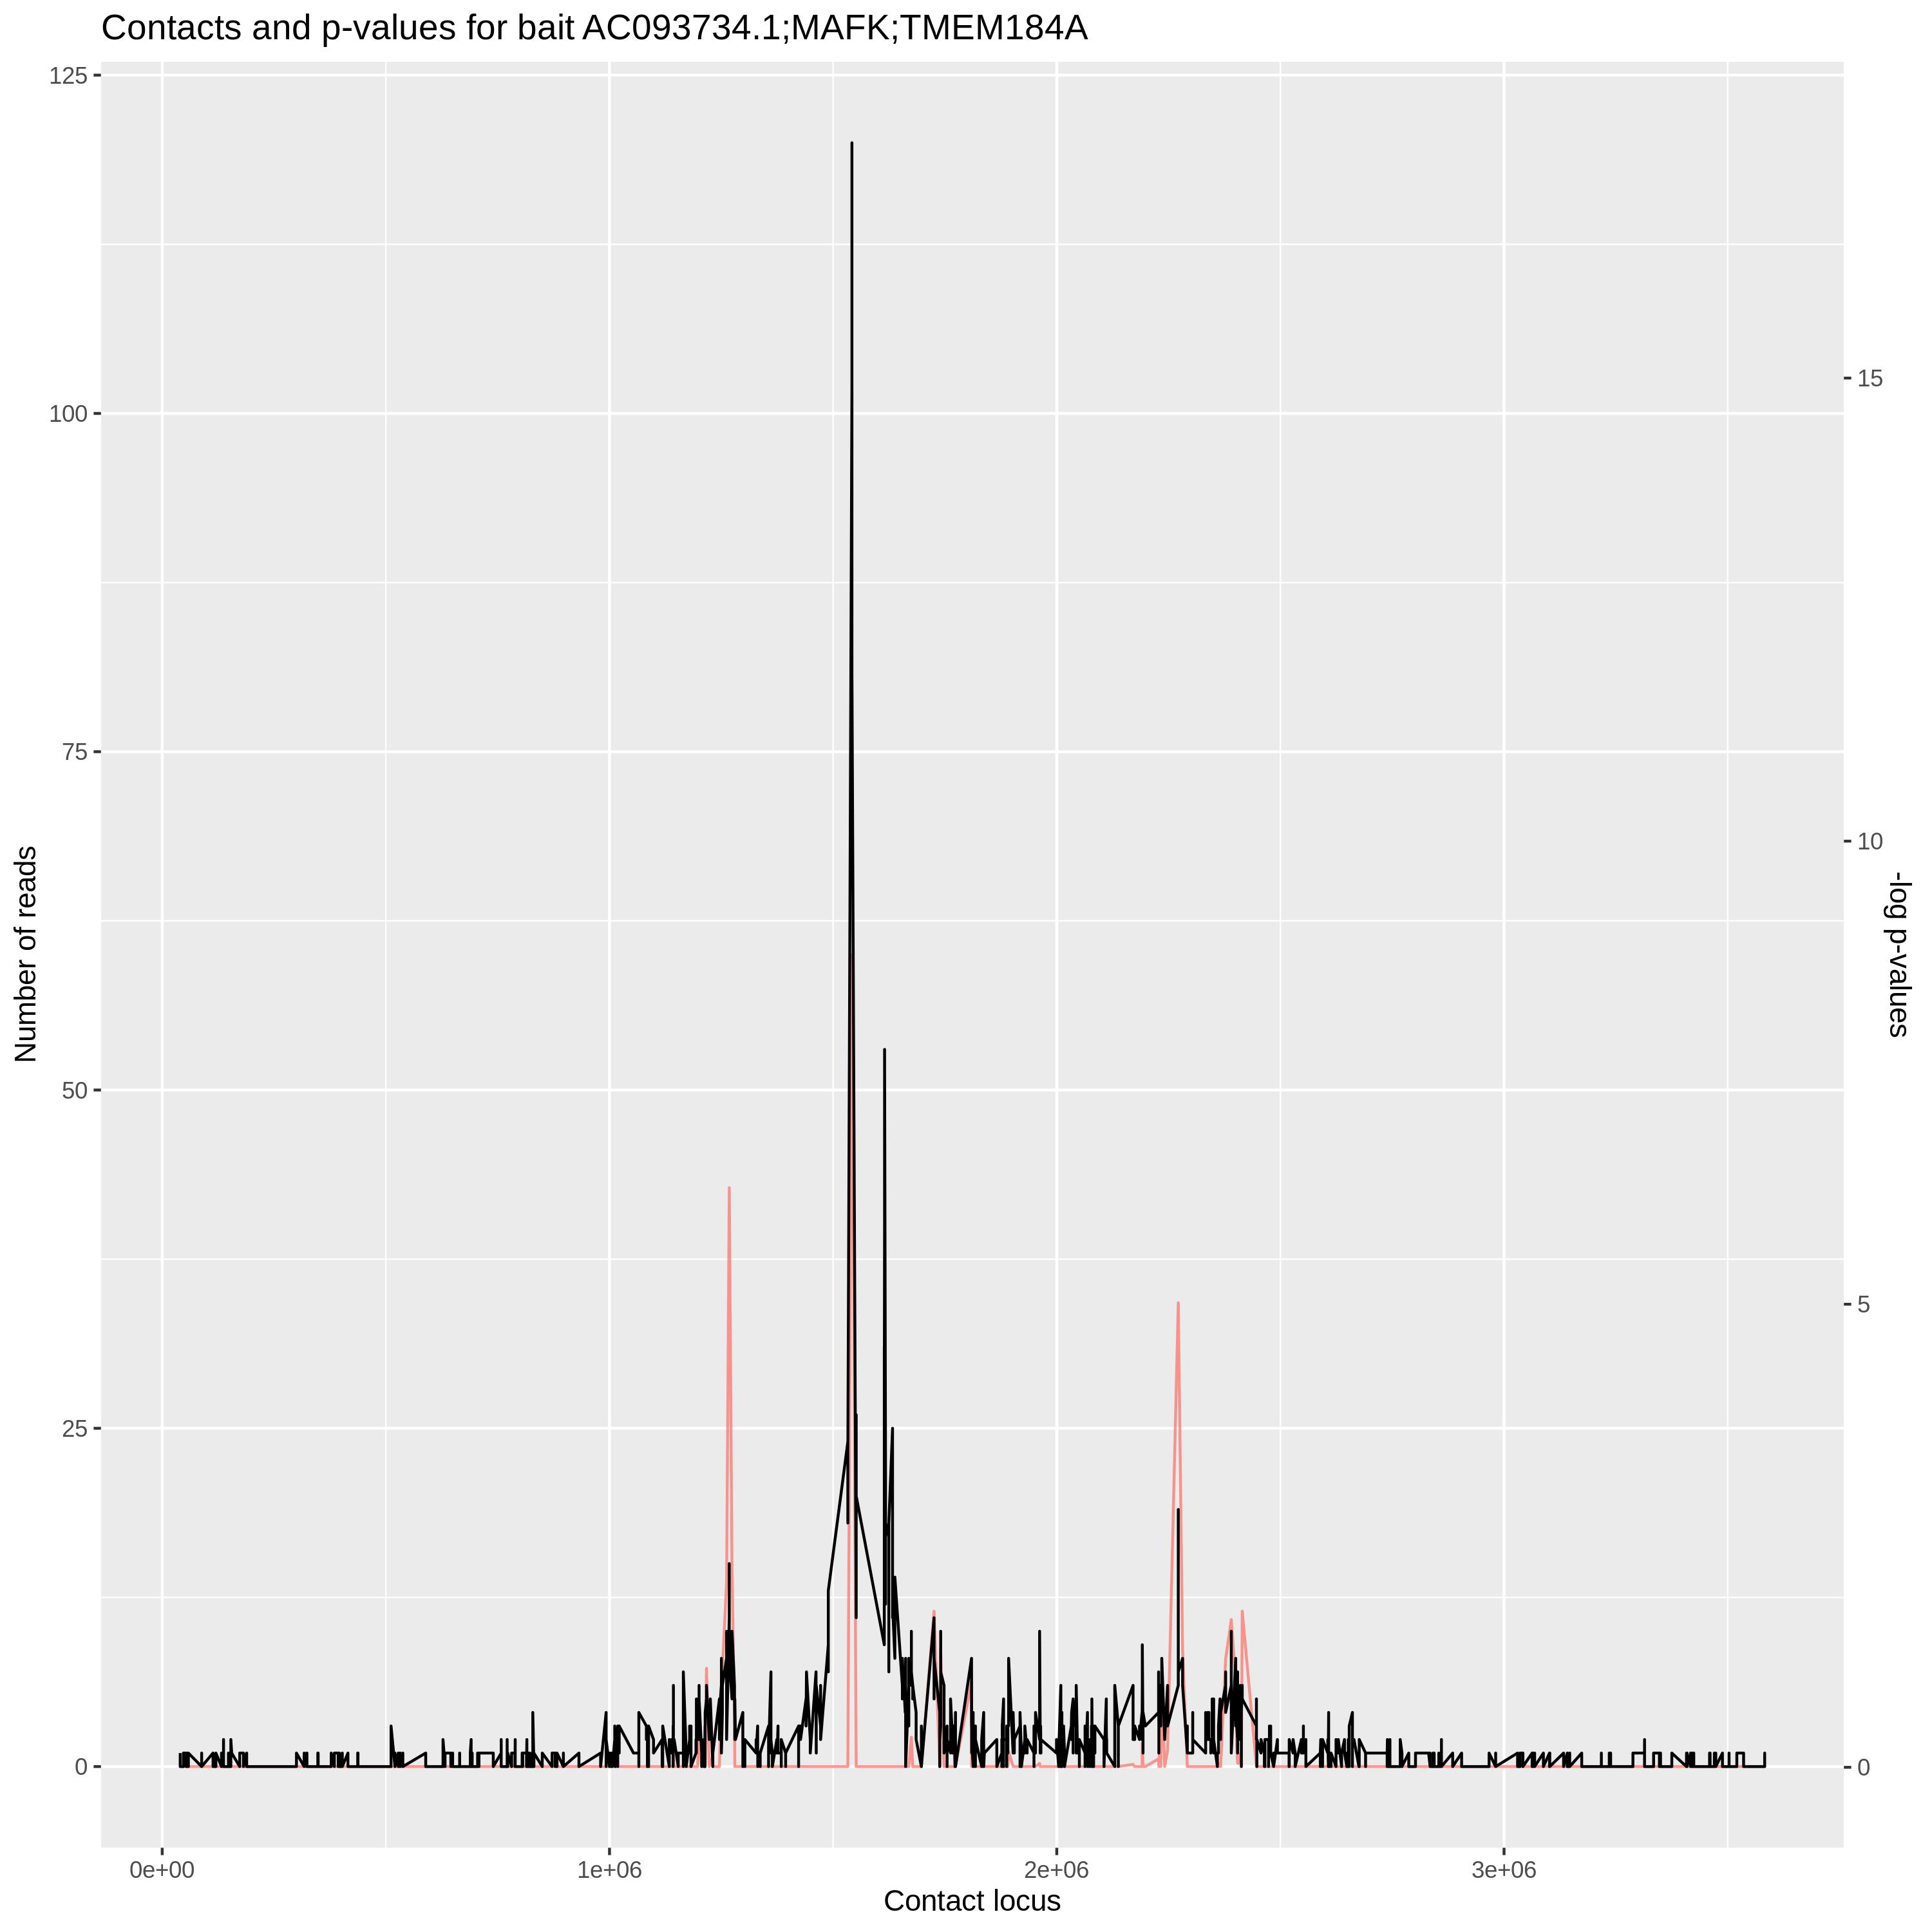 Contacts and p-values for bait AC093734.1;MAFK;TMEM184A
125
100
75
50
25
0
Number of reads
15
10
5
0
-log p-values
0e+00 1e+06 2e+06 3e+06
Contact locus